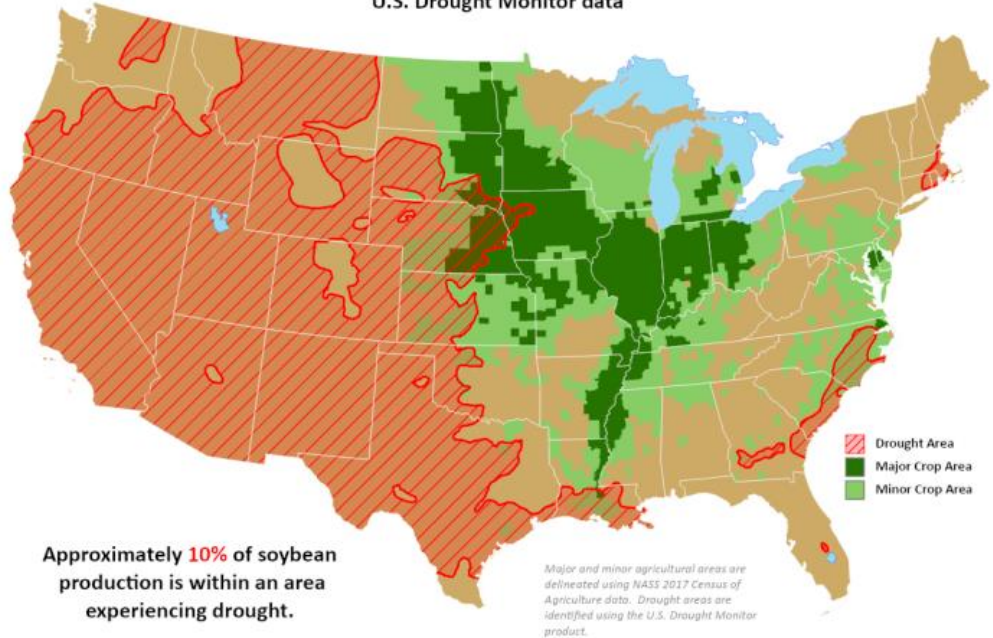 U.S. Drought Monitor data
Drought Area
Major Crop Area
Minor Crop Area
Approximately 10% of soybean
production is within an area
experiencing drought.
Major and minor agricultural areas are
delineated using NASS 2017 Census of
Agriculture data. Drought areas are
identified using the U.S. Drought Monitor
product.